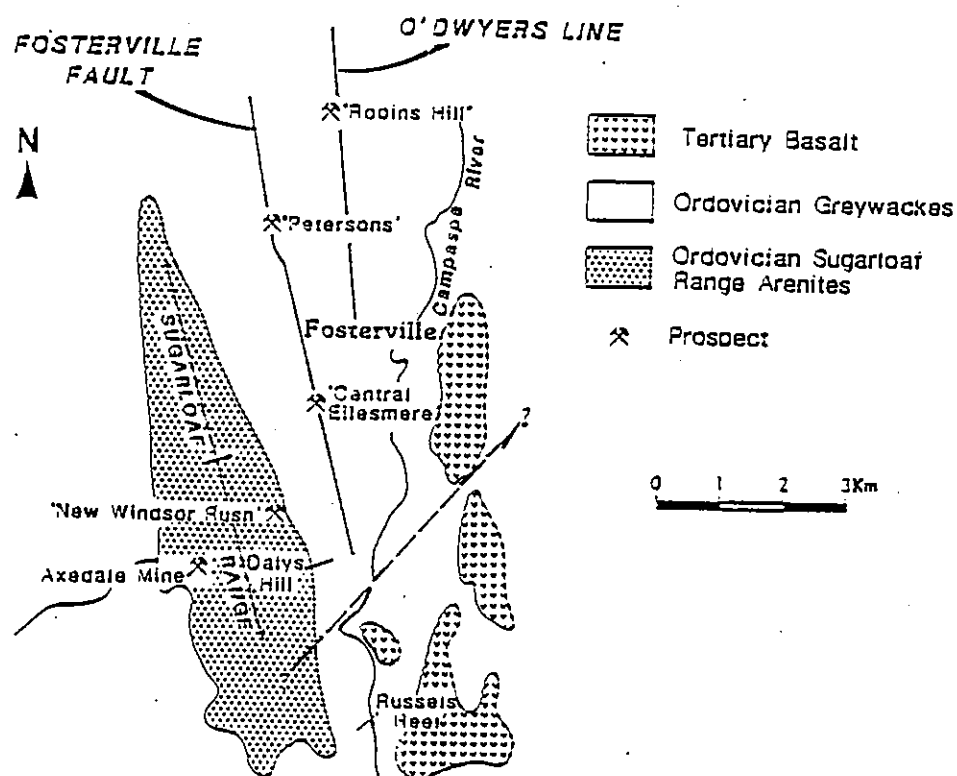 FOSTERVILLE
FAULT
O'DWYERS LINE
N
'Robins Hill'
'Petersons'
Campaspe River
Fosterville
'Central
Ellesmere'
SUGARLOAF
RANGE
'New Windsor Rush'
Axedale Mine
Dalys
Hill
?
'Russels
Reef'
Tertiary Basalt
Ordovician Greywackes
Ordovician Sugarloaf
Range Arenites
Prospect
0 1 2 3Km